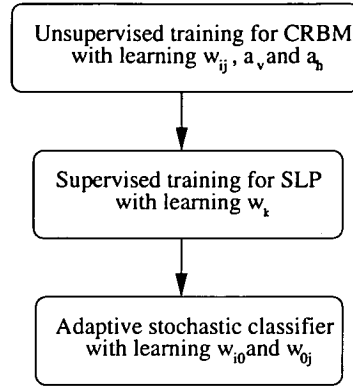 Unsupervised training for CRBM
with learning w_ij , a_v and a_h
Supervised training for SLP
with learning w_k
Adaptive stochastic classifier
with learning w_i0 and w_0j